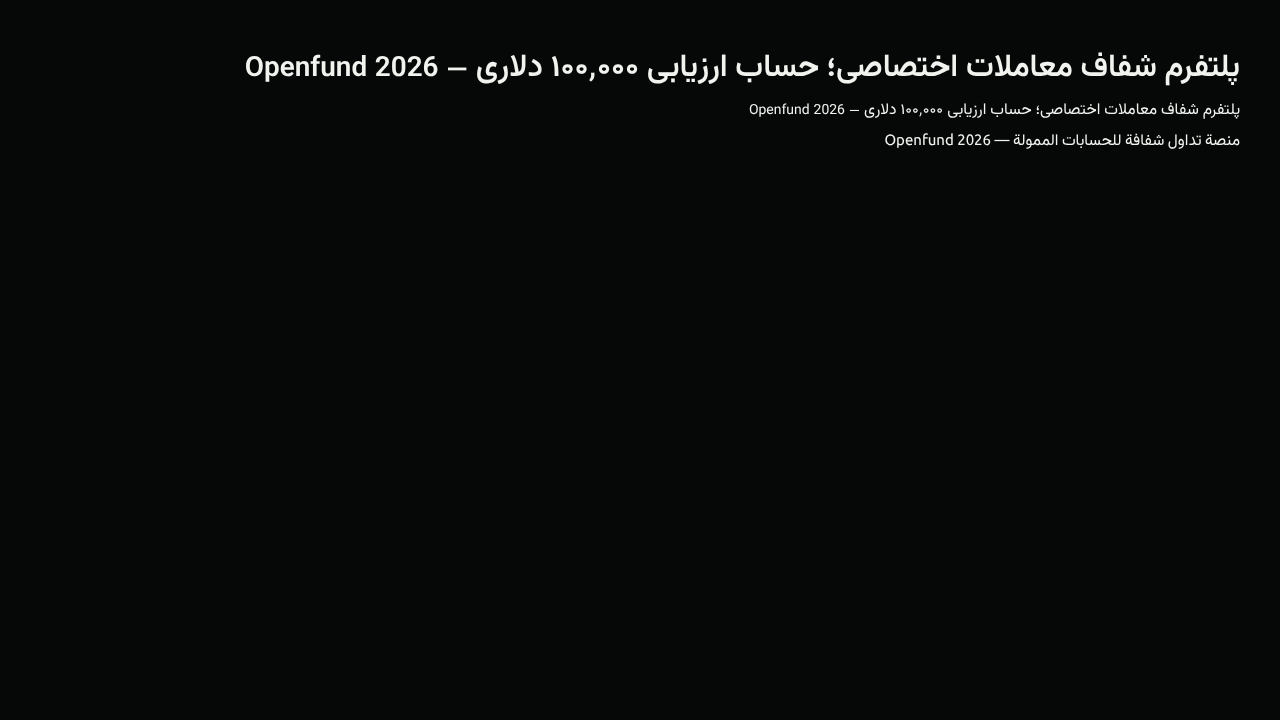 پلتفرم شفاف معاملات اختصاصی؛ حساب ارزیابی ۱۰۰,۰۰۰ دلاری – Openfund 2026
پلتفرم شفاف معاملات اختصاصی؛ حساب ارزیابی ۱۰۰,۰۰۰ دلاری – Openfund 2026
منصة تداول شفافة للحسابات الممولة — Openfund 2026